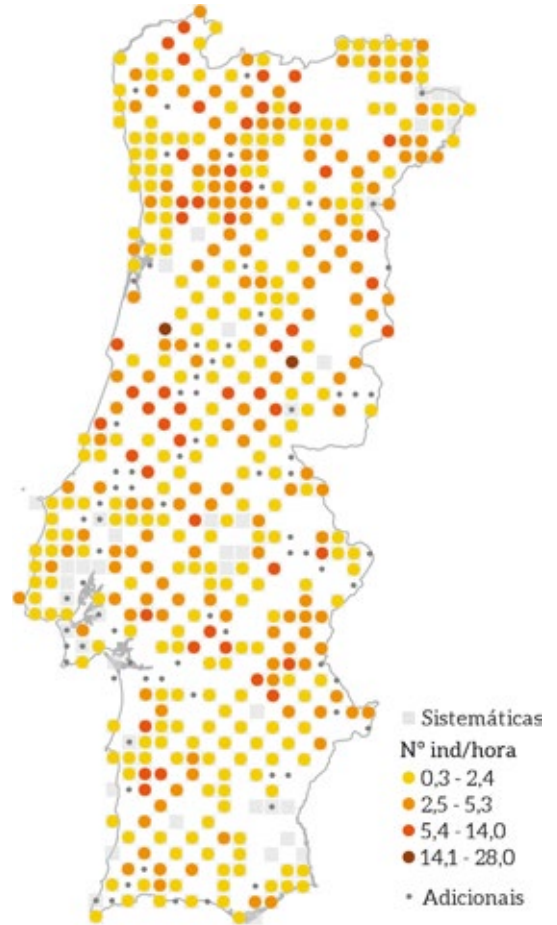 Sistemáticas
N° ind/hora
0,3 - 2,4
2,5 - 5,3
5,4 - 14,0
14,1 - 28,0
Adicionais